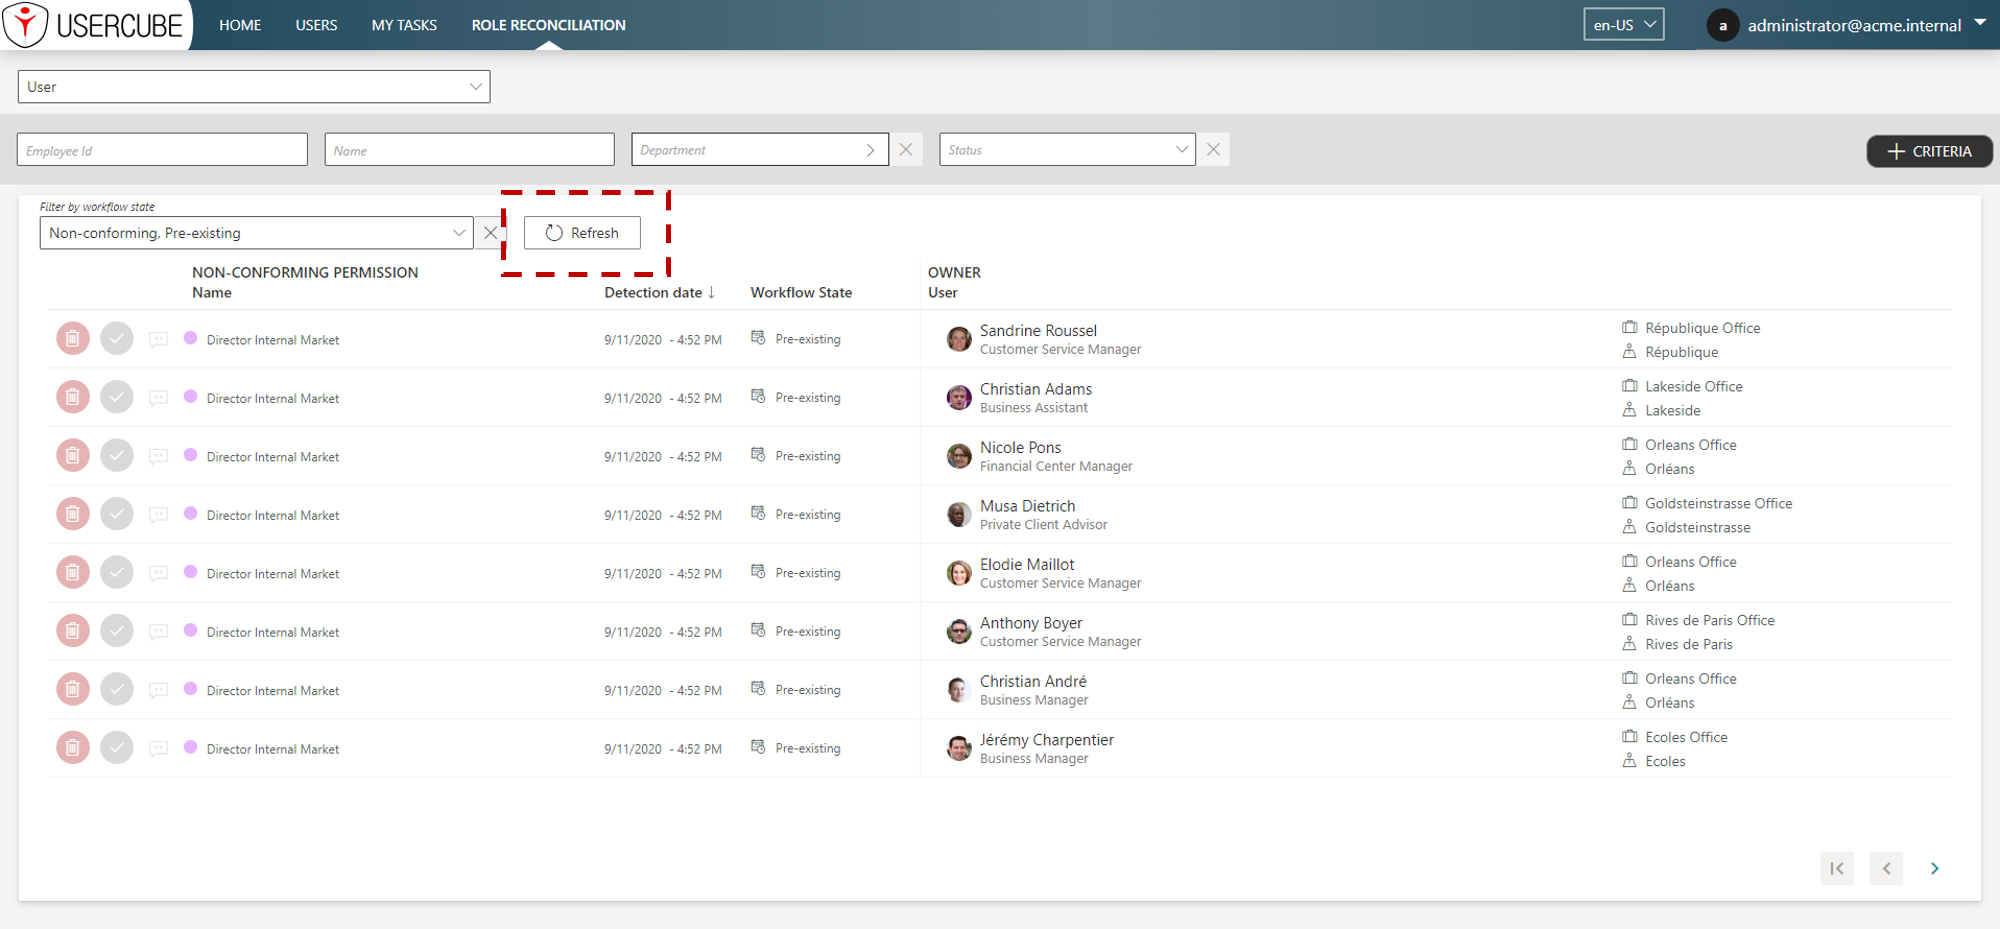 USERCUBE HOME USERS MY TASKS ROLE RECONCILIATION en-US a administrator@acme.internal
User
Employee Id Name Department Status CRITERIA
Filter by workflow state
Non-conforming, Pre-existing Refresh
NON-CONFORMING PERMISSION OWNER
Name Detection date ↓ Workflow State User
Director Internal Market 9/11/2020 - 4:52 PM Pre-existing Sandrine Roussel République Office
Customer Service Manager République
Director Internal Market 9/11/2020 - 4:52 PM Pre-existing Christian Adams Lakeside Office
Business Assistant Lakeside
Director Internal Market 9/11/2020 - 4:52 PM Pre-existing Nicole Pons Orleans Office
Financial Center Manager Orléans
Director Internal Market 9/11/2020 - 4:52 PM Pre-existing Musa Dietrich Goldsteinstrasse Office
Private Client Advisor Goldsteinstrasse
Director Internal Market 9/11/2020 - 4:52 PM Pre-existing Elodie Maillot Orleans Office
Customer Service Manager Orléans
Director Internal Market 9/11/2020 - 4:52 PM Pre-existing Anthony Boyer Rives de Paris Office
Customer Service Manager Rives de Paris
Director Internal Market 9/11/2020 - 4:52 PM Pre-existing Christian André Orleans Office
Business Manager Orléans
Director Internal Market 9/11/2020 - 4:52 PM Pre-existing Jérémy Charpentier Ecoles Office
Business Manager Ecoles